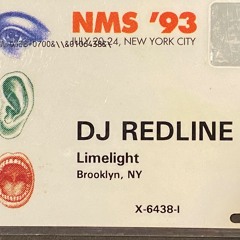 NMS '93
JULY 20-24, NEW YORK CITY
DJ REDLINE
Limelight
Brooklyn, NY
X-6438-I